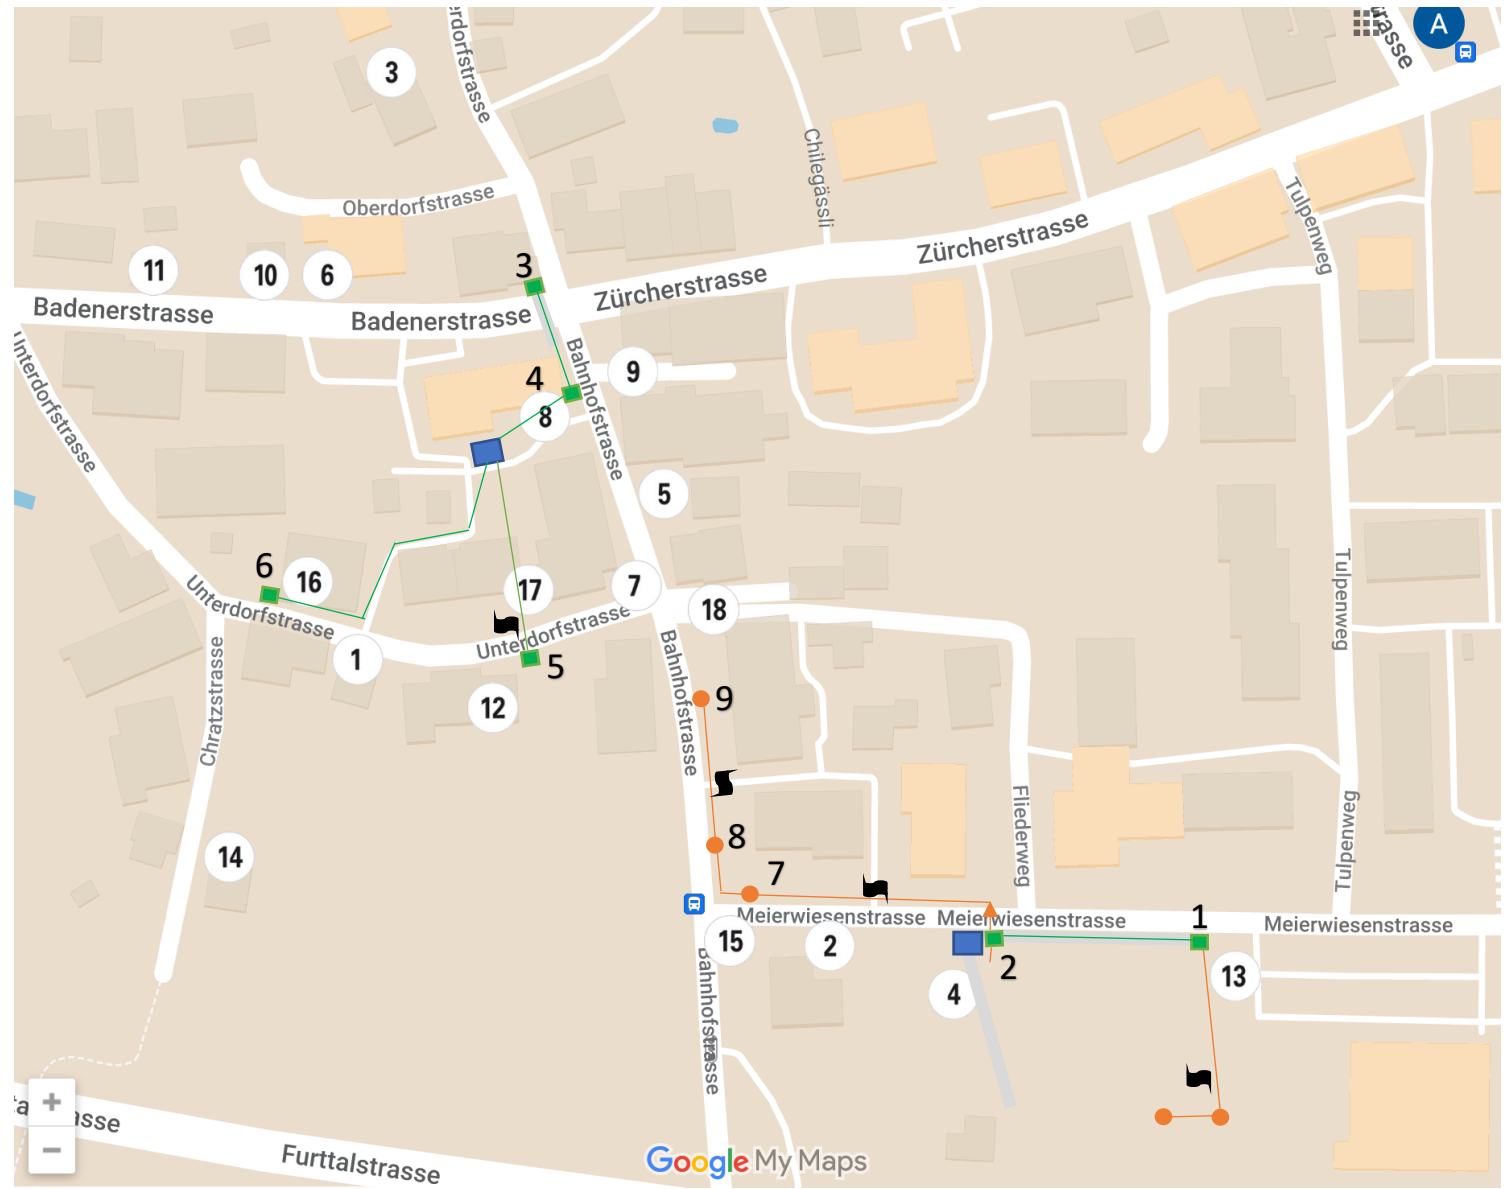 erdorfstrasse
rasse
A
3
Chilegässli
Tulpenweg
Oberdorfstrasse
Zürcherstrasse
11
10
6
3
Zürcherstrasse
Badenerstrasse
Badenerstrasse
Unterdorfstrasse
Bahnhofstrasse
4
9
8
5
6
16
17
7
18
Unterdorfstrasse
Unterdorfstrasse
Tulpenweg
1
5
12
Bahnhofstrasse
9
Chratzstrasse
8
7
14
Fliederweg
Tulpenweg
Meierwiesenstrasse
Meierwiesenstrasse
1
Meierwiesenstrasse
15
2
2
13
4
Bahnhofstrasse
+
asse
−
Furttalstrasse
Google My Maps